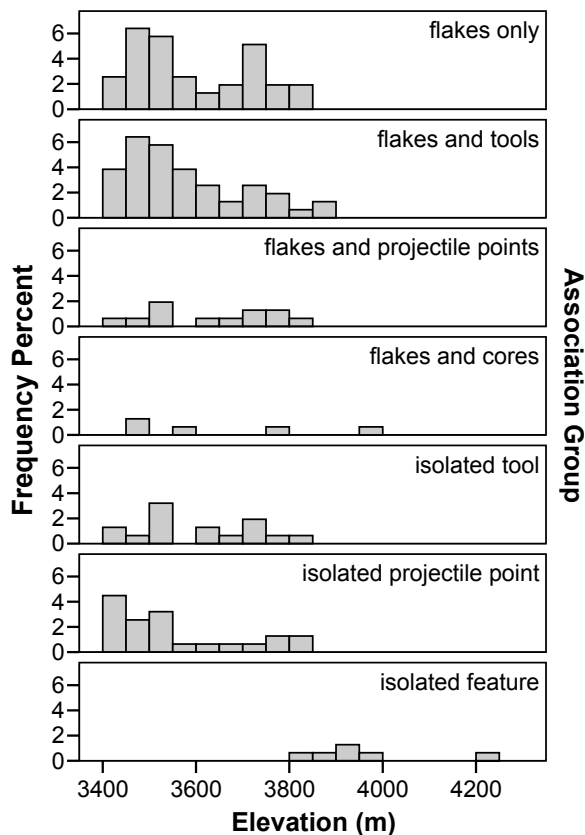 flakes only
6
4
2
0
flakes and tools
6
4
2
0
flakes and projectile points
6
4
2
0
flakes and cores
6
4
2
0
isolated tool
6
4
2
0
isolated projectile point
6
4
2
0
isolated feature
6
4
2
0
3400 3600 3800 4000 4200
Elevation (m)
Frequency Percent
Association Group